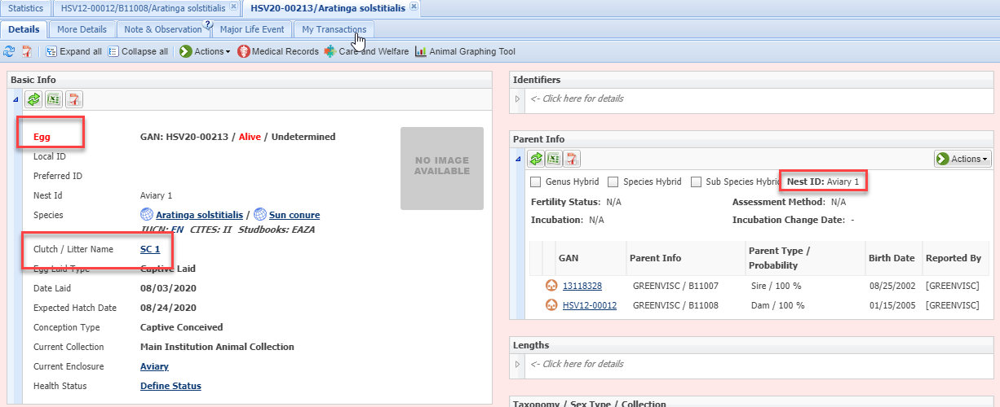 Statistics HSV12-00012/B11008/Aratinga solstitialis HSV20-00213/Aratinga solstitialis
Details More Details Note & Observation ? Major Life Event My Transactions
Expand all Collapse all Actions Medical Records Care and Welfare Animal Graphing Tool
Basic Info
Egg GAN: HSV20-00213 / Alive / Undetermined
Local ID
Preferred ID
Nest Id Aviary 1
Species Aratinga solstitialis / Sun conure
IUCN: EN CITES: II Studbooks: EAZA
Clutch / Litter Name SC 1
Egg Laid Type Captive Laid
Date Laid 08/03/2020
Expected Hatch Date 08/24/2020
Conception Type Captive Conceived
Current Collection Main Institution Animal Collection
Current Enclosure Aviary
Health Status Define Status
NO IMAGE
AVAILABLE
Identifiers
<- Click here for details
Parent Info
Actions
Genus Hybrid Species Hybrid Sub Species Hybrid Nest ID: Aviary 1
Fertility Status: N/A Assessment Method: N/A
Incubation: N/A Incubation Change Date: -
GAN Parent Info Parent Type / Probability Birth Date Reported By
13118328 GREENVISC / B11007 Sire / 100 % 08/25/2002 [GREENVISC]
HSV12-00012 GREENVISC / B11008 Dam / 100 % 01/15/2005 [GREENVISC]
Lengths
<- Click here for details
Taxonomy / Sex Type / Collection